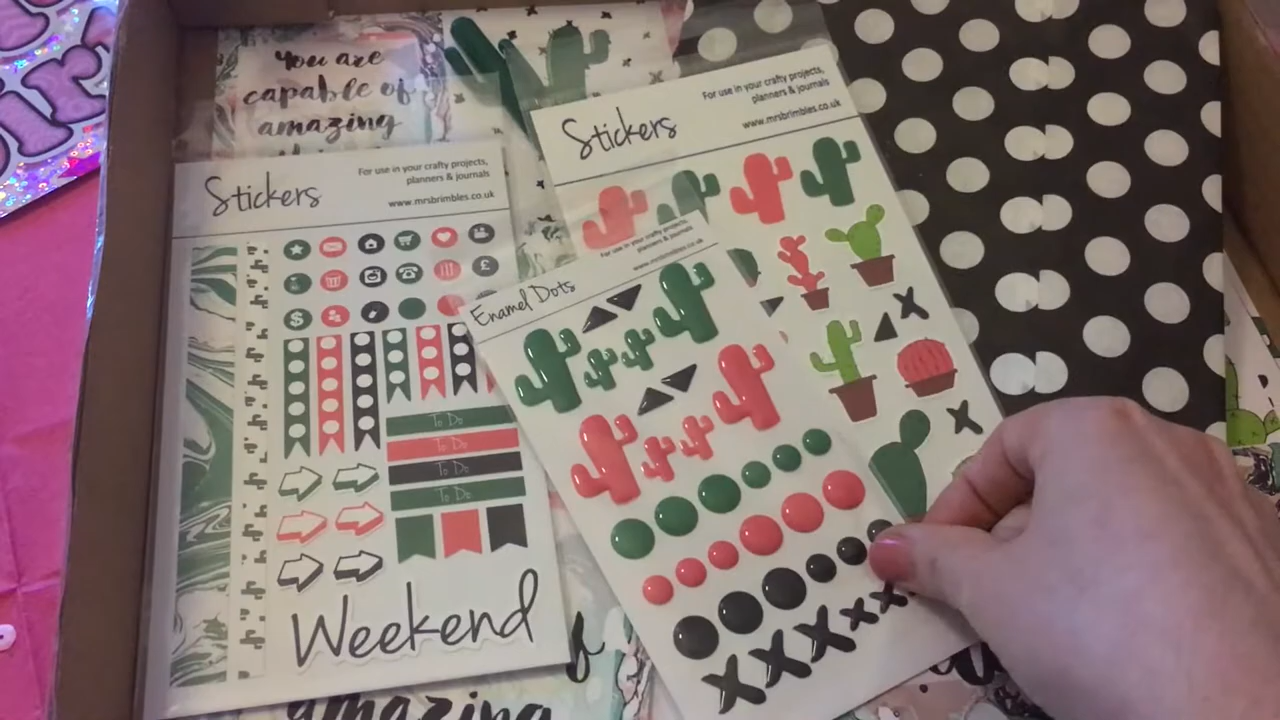 You are
capable of
amazing
Stickers
For use in your crafty projects,
planners & journals
www.mrsbrimbles.co.uk
To Do
To Do
To Do
To Do
Weekend
Stickers
For use in your crafty projects,
planners & journals
www.mrsbrimbles.co.uk
Enamel Dots
For use in your crafty projects,
planners & journals
www.mrsbrimbles.co.uk
amazing